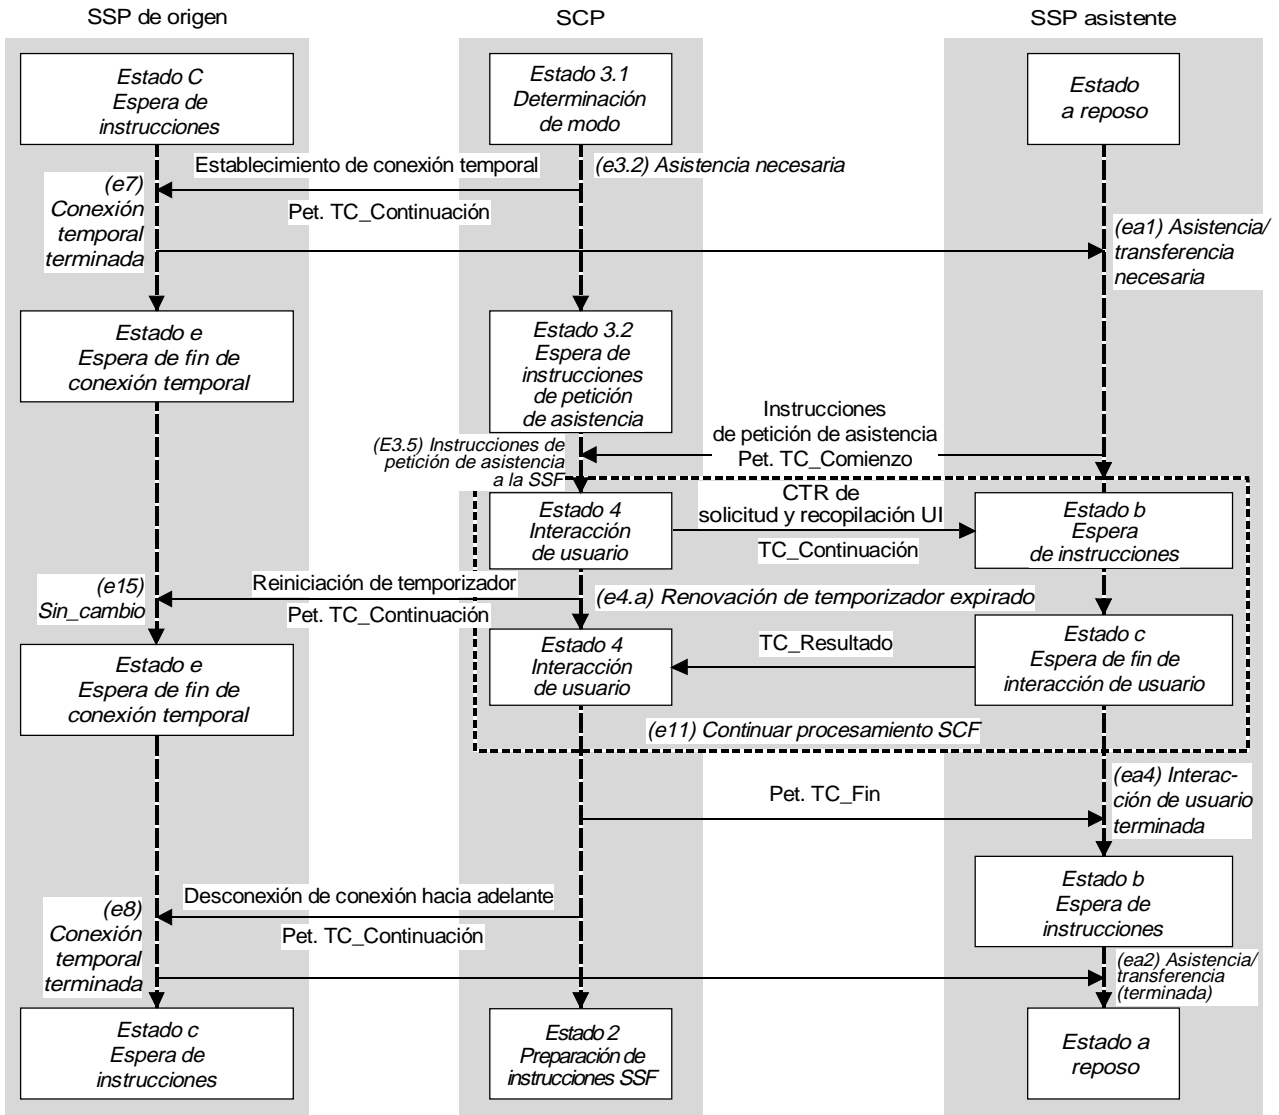 SSP de origen
SCP
SSP asistente
Estado C
Espera de
instrucciones
Estado 3.1
Determinación
de modo
Estado
a reposo
Establecimiento de conexión temporal
(e3.2) Asistencia necesaria
(e7)
Conexión
temporal
terminada
Pet. TC_Continuación
(ea1) Asistencia/
transferencia
necesaria
Estado e
Espera de fin de
conexión temporal
Estado 3.2
Espera de
instrucciones
de petición
de asistencia
Instrucciones
de petición de asistencia
Pet. TC_Comienzo
(E3.5) Instrucciones de
petición de asistencia
a la SSF)
CTR de
solicitud y recopilación UI
TC_Continuación
Estado 4
Interacción
de usuario
Estado b
Espera
de instrucciones
(e15)
Sin_cambio)
Reiniciación de temporizador
Pet. TC_Continuación
(e4.a) Renovación de temporizador expirado
Estado e
Espera de fin de
conexión temporal
Estado 4
Interacción
de usuario
TC_Resultado
Estado c
Espera de fin de
interacción de usuario
(e11) Continuar procesamiento SCF)
Pet. TC_Fin
(ea4) Interac-
cción de usuario
terminada
Estado b
Espera de
instrucciones
Desconexión de conexión hacia adelante
Pet. TC_Continuación
(e8)
Conexión
temporal
terminada
(ea2) Asistencia/
transferencia
(terminada)
Estado c
Espera de
instrucciones
Estado 2
Preparación de
instrucciones SSF)
Estado a
reposo